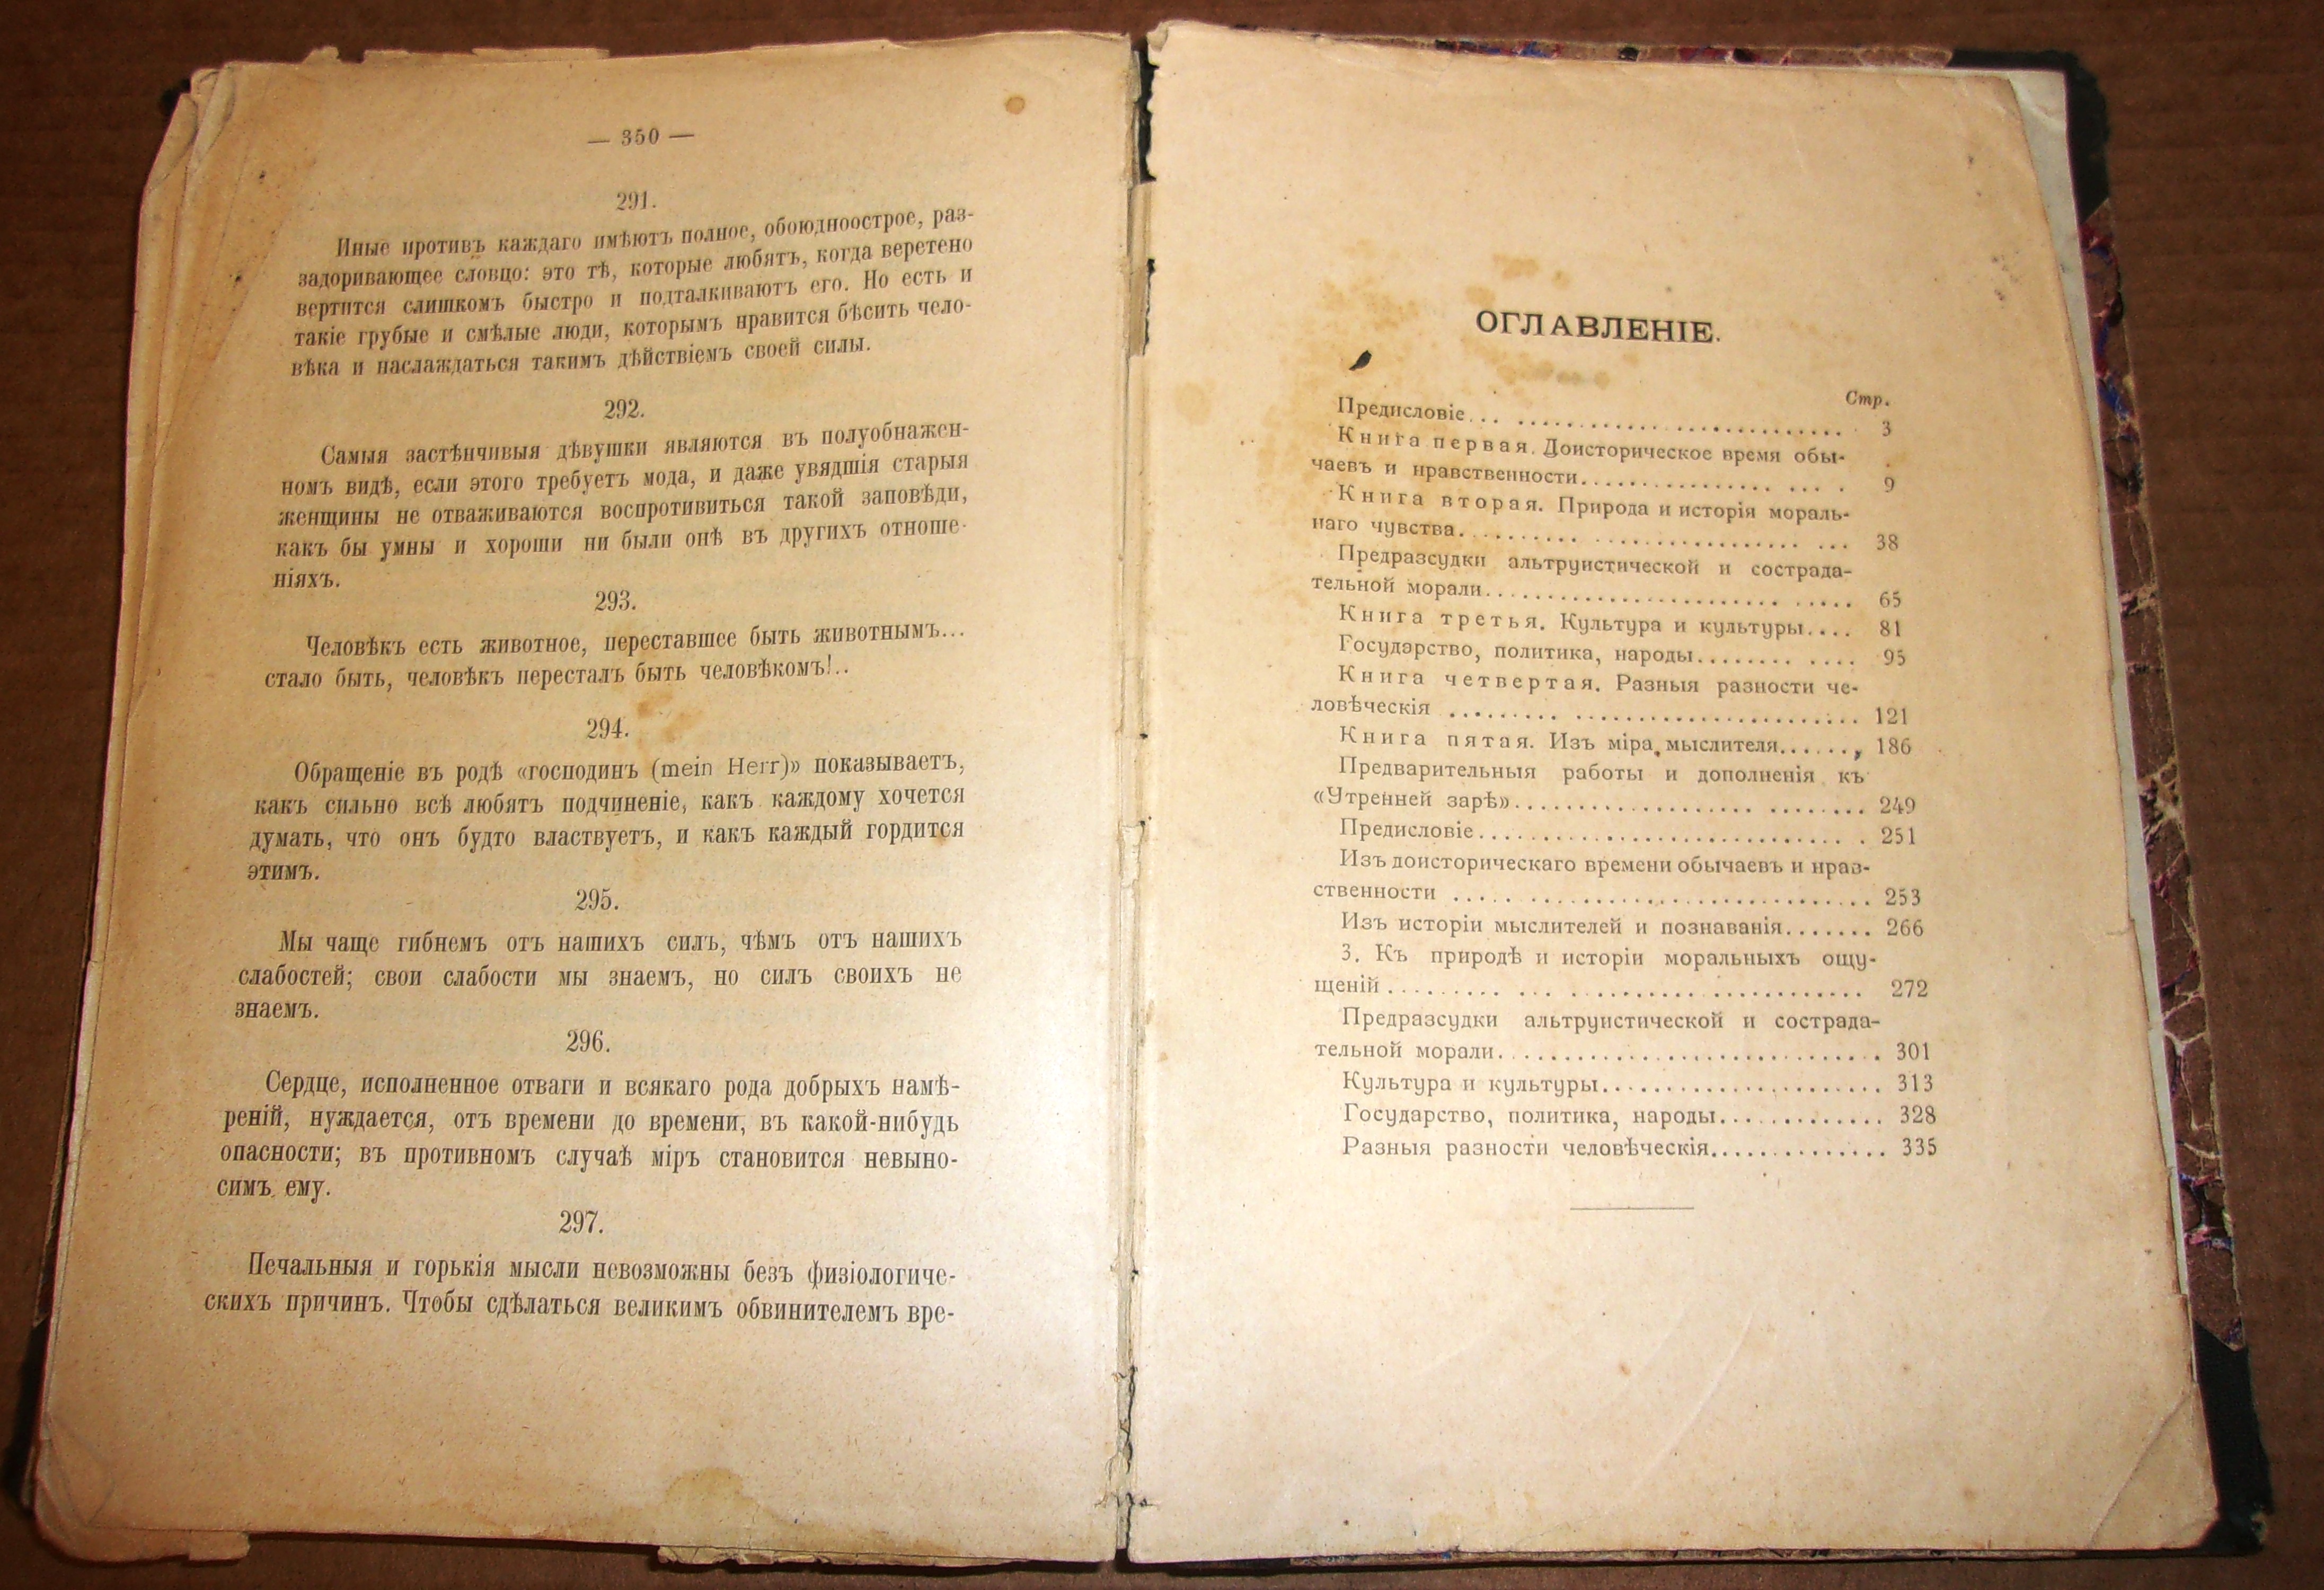 — 350 —
291.
Иные противъ каждаго имѣютъ полное, обоюдноострое, раз-
задоривающее словцо: это тѣ, которые любятъ, когда веретено
вертится слишкомъ быстро и подталкиваютъ его. Но есть и
такіе грубые и смѣлые люди, которымъ нравится бѣсить чело-
вѣка и наслаждаться такимъ дѣйствіемъ своей силы.
292.
Самыя застѣнчивыя дѣвушки являются въ полуобнажен-
номъ видѣ, если этого требуетъ мода, и даже увядшія старыя
женщины не отваживаются воспротивиться такой заповѣди,
какъ бы умны и хороши ни были онѣ въ другихъ отноше-
ніяхъ.
293.
Человѣкъ есть животное, переставшее быть животнымъ...
стало быть, человѣкъ пересталъ быть человѣкомъ!..
294.
Обращеніе въ родѣ «господинъ (mein Herr)» показываетъ,
какъ сильно всѣ любятъ подчиненіе, какъ каждому хочется
думать, что онъ будто властвуетъ, и какъ каждый гордится
этимъ.
295.
Мы чаще гибнемъ отъ нашихъ силъ, чѣмъ отъ нашихъ
слабостей; свои слабости мы знаемъ, но силъ своихъ не
знаемъ.
296.
Сердце, исполненное отваги и всякаго рода добрыхъ намѣ-
реній, нуждается, отъ времени до времени, въ какой-нибудь
опасности; въ противномъ случаѣ міръ становится невыно-
симъ ему.
297.
Печальныя и горькія мысли невозможны безъ физіологиче-
скихъ причинъ. Чтобы сдѣлаться великимъ обвинителемъ вре-
ОГЛАВЛЕНІЕ.
Стр.
Предисловіе... ............................ 3
Книга первая. Доисторическое время обы-
чаевъ и нравственности................ ... . 9
Книга вторая. Природа и исторія мораль-
наго чувства.......... ................ ... 38
Предразсудки альтруистической и сострада-
тельной морали........................ ..... 65
Книга третья. Культура и культуры.... 81
Государство, политика, народы........ .... 95
Книга четвертая. Разныя разности че-
ловѣческія ......... ....................... 121
Книга пятая. Изъ міра мыслителя......, 186
Предварительныя работы и дополненія къ
«Утренней зарѣ»................... ........ 249
Предисловіе.............................. . 251
Изъ доисторическаго времени обычаевъ и нрав-
ственности ..... ............................ 253
Изъ исторіи мыслителей и познаванія....... 266
3. Къ природѣ и исторіи моральныхъ ощу-
щеній ......... ... ......... ............ 272
Предразсудки альтруистической и сострада-
тельной морали.............................. 301
Культура и культуры...................... 313
Государство, политика, народы............. 328
Разныя разности человѣческія.............. 335